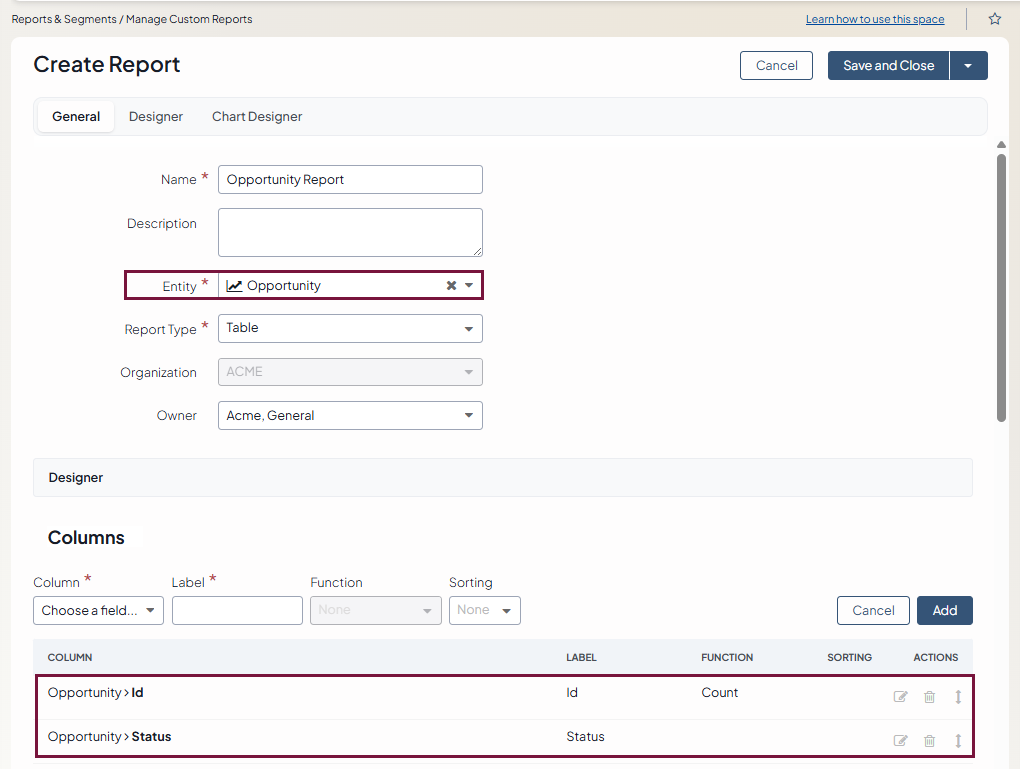 Reports & Segments / Manage Custom Reports
Learn how to use this space
Create Report
Cancel
Save and Close
General
Designer
Chart Designer
Name *
Opportunity Report
Description
Entity *
Opportunity
Report Type *
Table
Organization
ACME
Owner
Acme, General
Designer
Columns
Column * Label * Function Sorting
Choose a field... None None Cancel Add
COLUMN LABEL FUNCTION SORTING ACTIONS
Opportunity > Id Id Count
Opportunity > Status Status